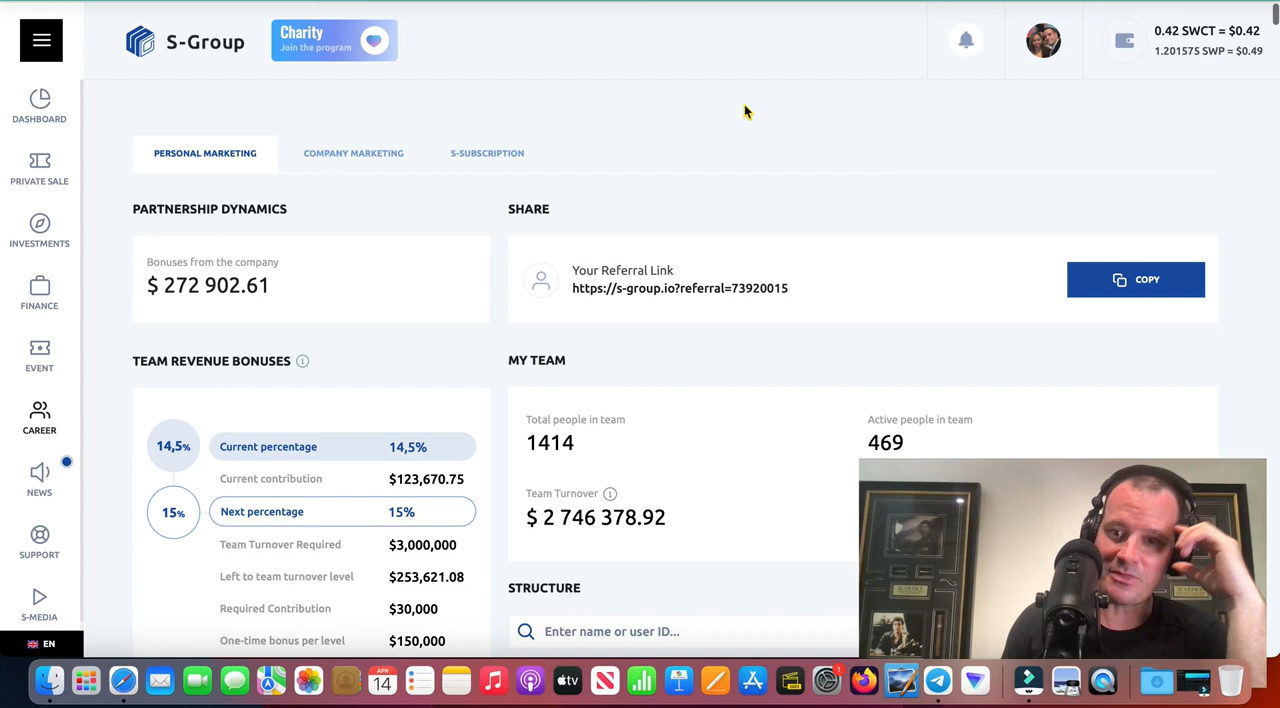 S-Group
Charity
Join the program
0.42 SWCT = $0.42
1.201575 SWP = $0.49
DASHBOARD
PRIVATE SALE
INVESTMENTS
FINANCE
EVENT
CAREER
NEWS
SUPPORT
S-MEDIA
EN
PERSONAL MARKETING
COMPANY MARKETING
S-SUBSCRIPTION
PARTNERSHIP DYNAMICS
Bonuses from the company
$ 272 902.61
SHARE
Your Referral Link
https://s-group.io?referral=73920015
COPY
TEAM REVENUE BONUSES
14,5%
Current percentage 14,5%
Current contribution $123,670.75
15%
Next percentage 15%
Team Turnover Required $3,000,000
Left to team turnover level $253,621.08
Required Contribution $30,000
One-time bonus per level $150,000
MY TEAM
Total people in team
1414
Active people in team
469
Team Turnover
$ 2 746 378.92
STRUCTURE
Enter name or user ID...
APR
14
tv
1